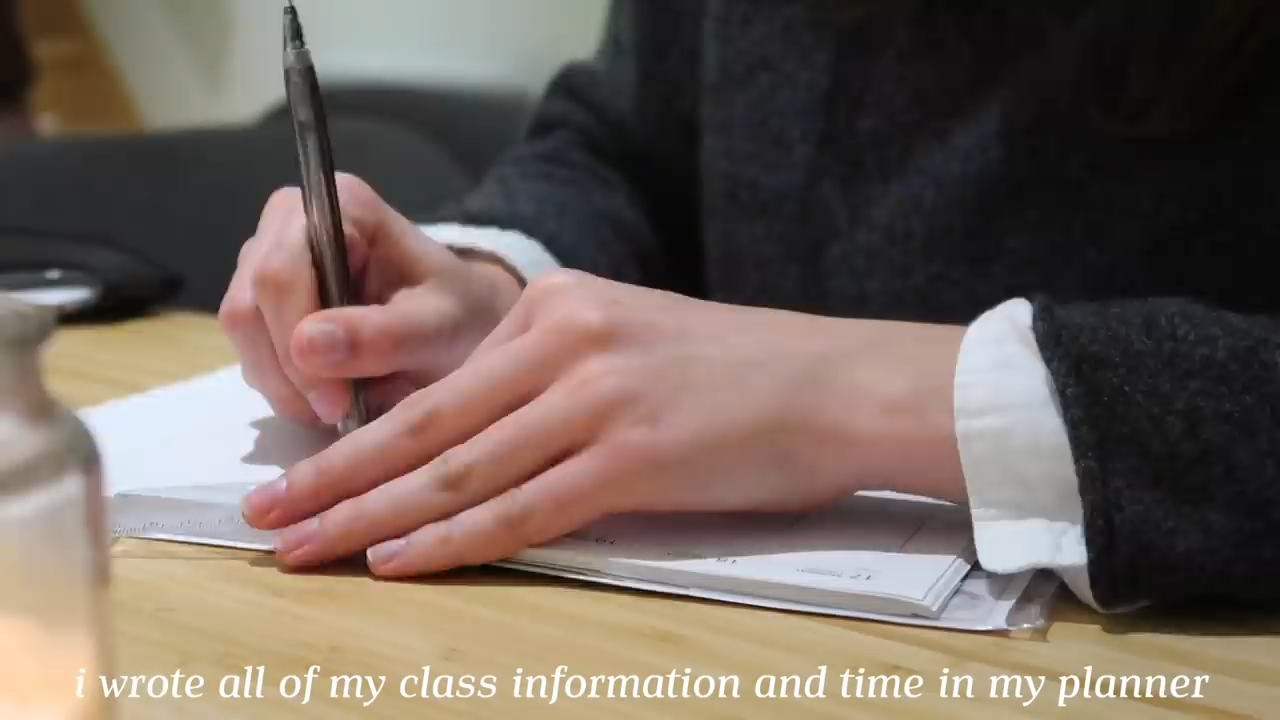 i wrote all of my class information and time in my planner